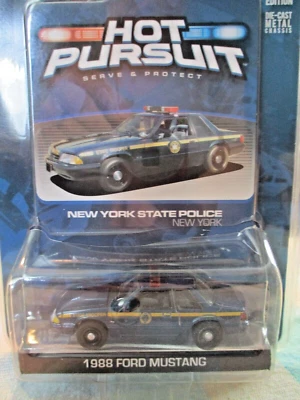 EDITION
DIE-CAST
METAL
CHASSIS
HOT
PURSUIT
SERVE & PROTECT
NEW YORK STATE POLICE
NEW YORK
1988 FORD MUSTANG